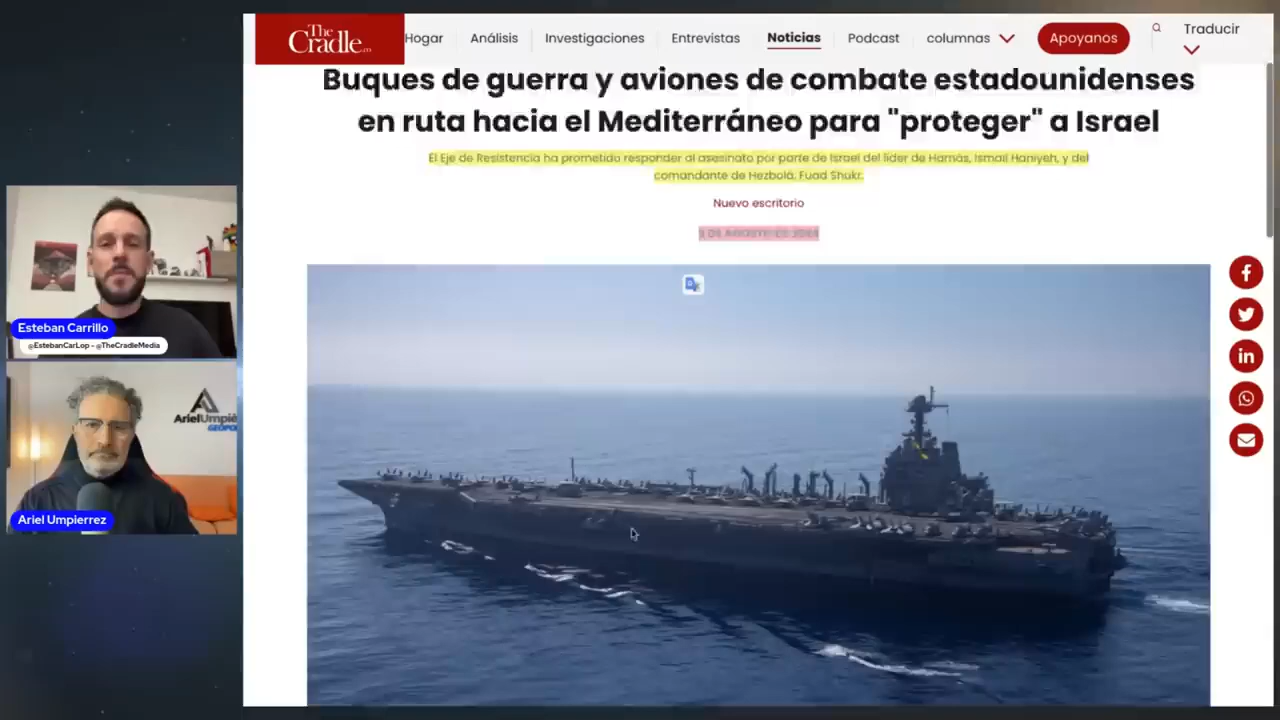 The Cradle.co
Hogar
Análisis
Investigaciones
Entrevistas
Noticias
Podcast
columnas
Apoyanos
Traducir
Buques de guerra y aviones de combate estadounidenses
en ruta hacia el Mediterráneo para "proteger" a Israel
El Eje de Resistencia ha prometido responder al asesinato por parte de Israel del líder de Hamás, Ismail Haniyeh, y del
comandante de Hezbolá, Fuad Shukr.
Nuevo escritorio
Esteban Carrillo
@EstebanCarLop - @TheCradleMedia
ArielUmpiè
GEOPOL
Ariel Umpierrez